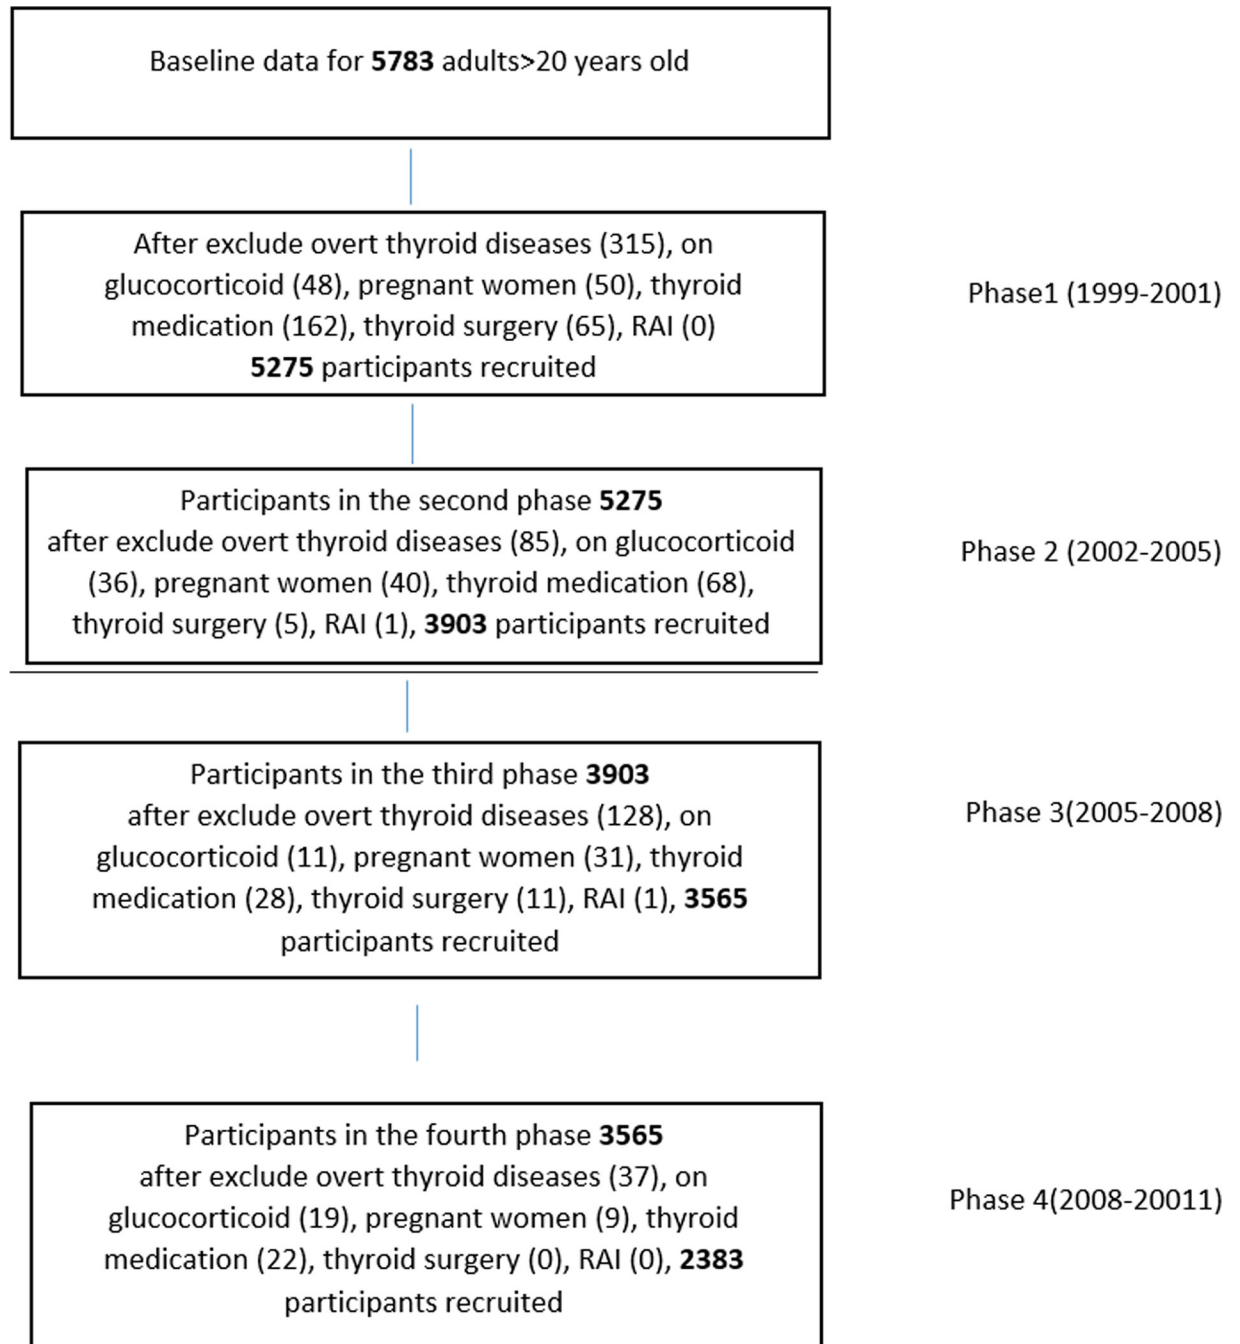 Baseline data for 5783 adults>20 years old
After exclude overt thyroid diseases (315), on
glucocorticoid (48), pregnant women (50), thyroid
medication (162), thyroid surgery (65), RAI (0)
5275 participants recruited
Phase1 (1999-2001)
Participants in the second phase 5275
after exclude overt thyroid diseases (85), on glucocorticoid
(36), pregnant women (40), thyroid medication (68),
thyroid surgery (5), RAI (1), 3903 participants recruited
Phase 2 (2002-2005)
Participants in the third phase 3903
after exclude overt thyroid diseases (128), on
glucocorticoid (11), pregnant women (31), thyroid
medication (28), thyroid surgery (11), RAI (1), 3565
participants recruited
Phase 3(2005-2008)
Participants in the fourth phase 3565
after exclude overt thyroid diseases (37), on
glucocorticoid (19), pregnant women (9), thyroid
medication (22), thyroid surgery (0), RAI (0), 2383
participants recruited
Phase 4(2008-20011)